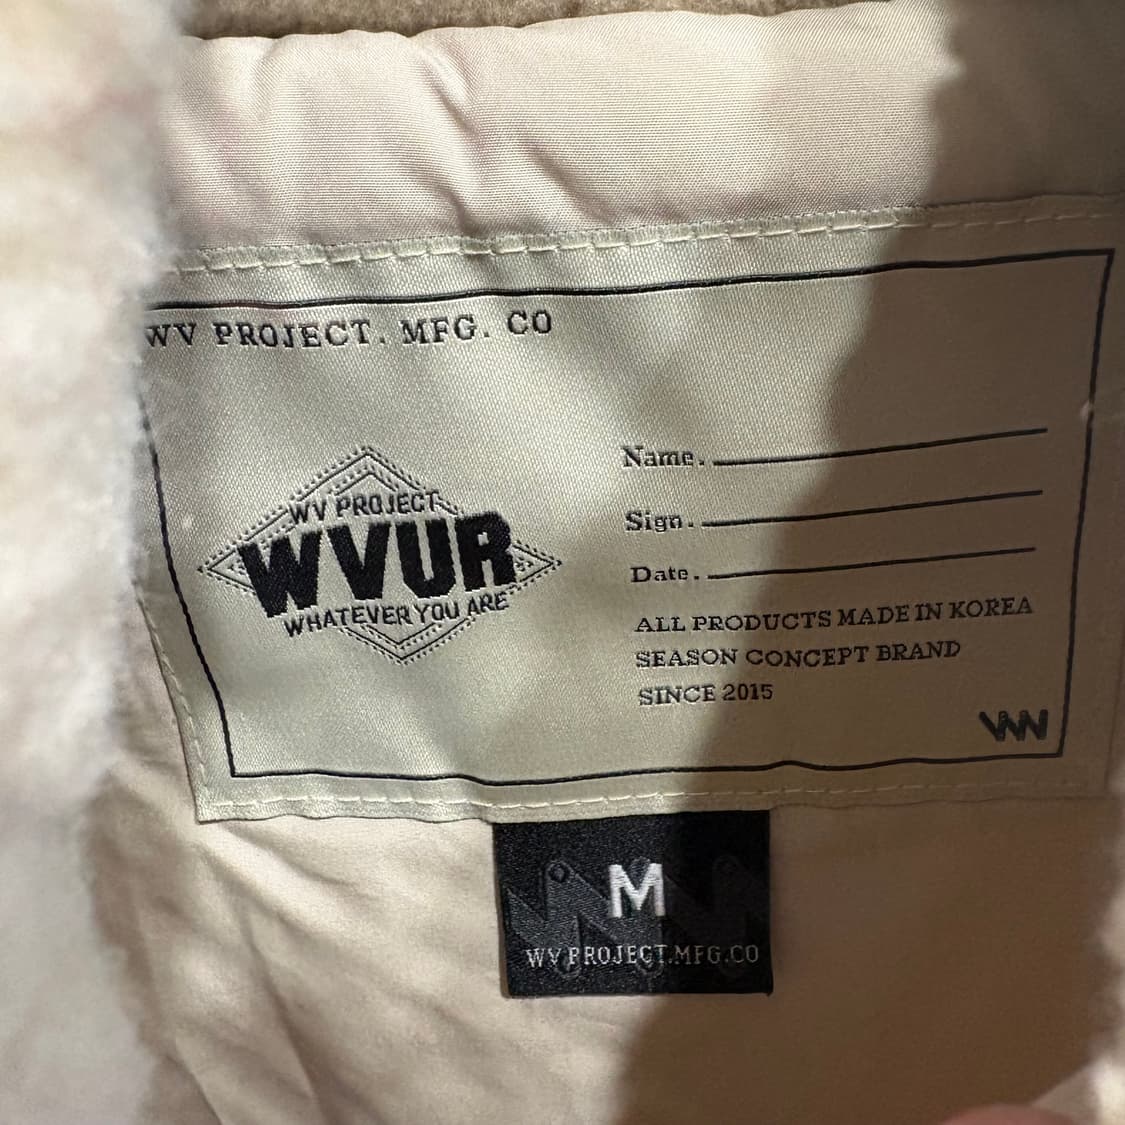 WV PROJECT. MFG. CO
WV PROJECT
WVUR
WHATEVER YOU ARE
Name.
Sign.
Date.
ALL PRODUCTS MADE IN KOREA
SEASON CONCEPT BRAND
SINCE 2015
M
WV PROJECT.MFG.CO